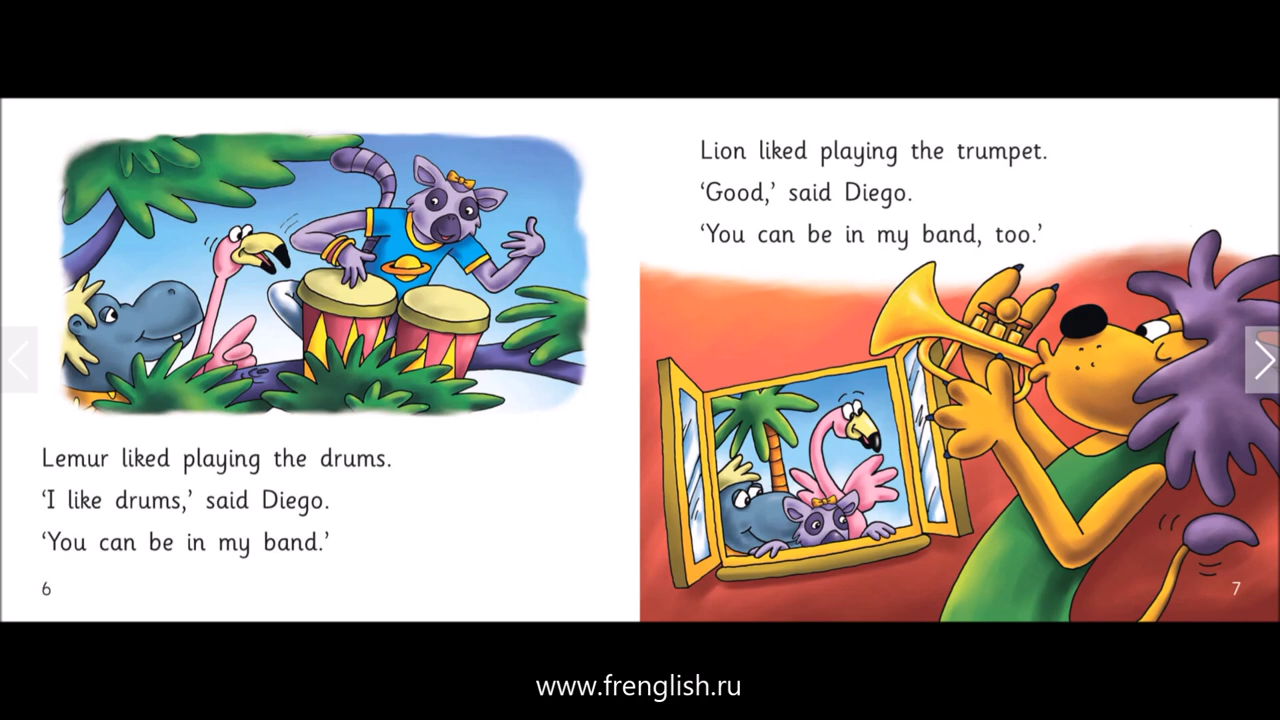 Lemur liked playing the drums.
‘I like drums,’ said Diego.
‘You can be in my band.’
6
Lion liked playing the trumpet.
‘Good,’ said Diego.
‘You can be in my band, too.’
7
www.frenglish.ru